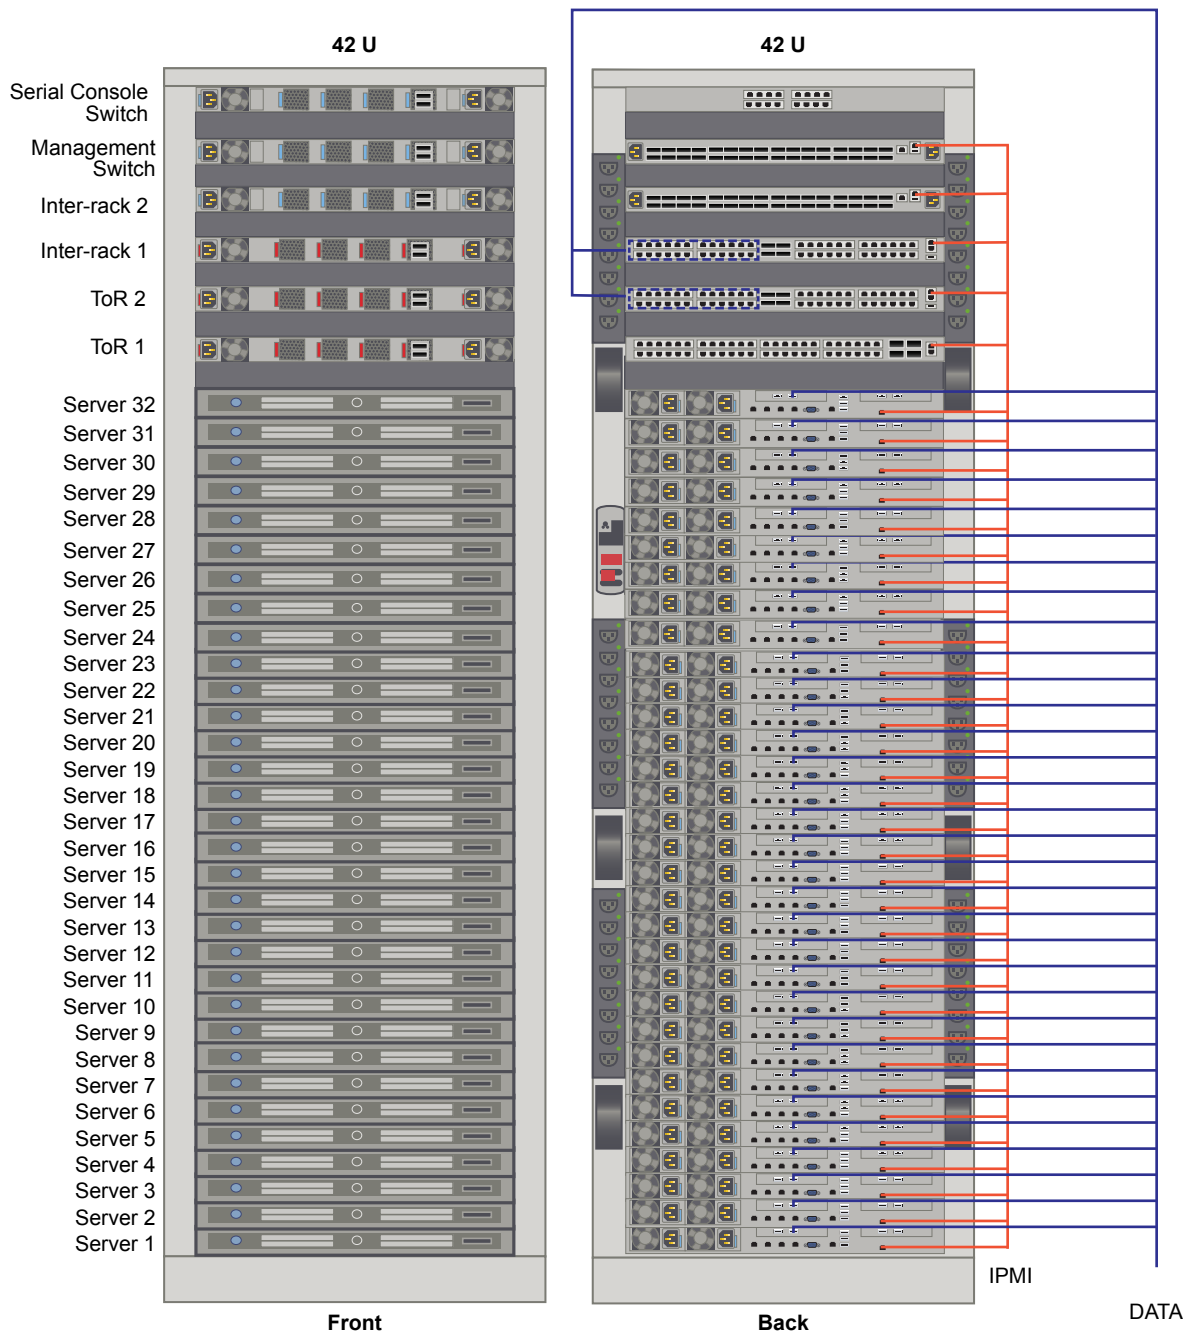 42 U
42 U
Serial Console
Switch
Management
Switch
Inter-rack 2
Inter-rack 1
ToR 2
ToR 1
Server 32
Server 31
Server 30
Server 29
Server 28
Server 27
Server 26
Server 25
Server 24
Server 23
Server 22
Server 21
Server 20
Server 19
Server 18
Server 17
Server 16
Server 15
Server 14
Server 13
Server 12
Server 11
Server 10
Server 9
Server 8
Server 7
Server 6
Server 5
Server 4
Server 3
Server 2
Server 1
IPMI
DATA
Front
Back